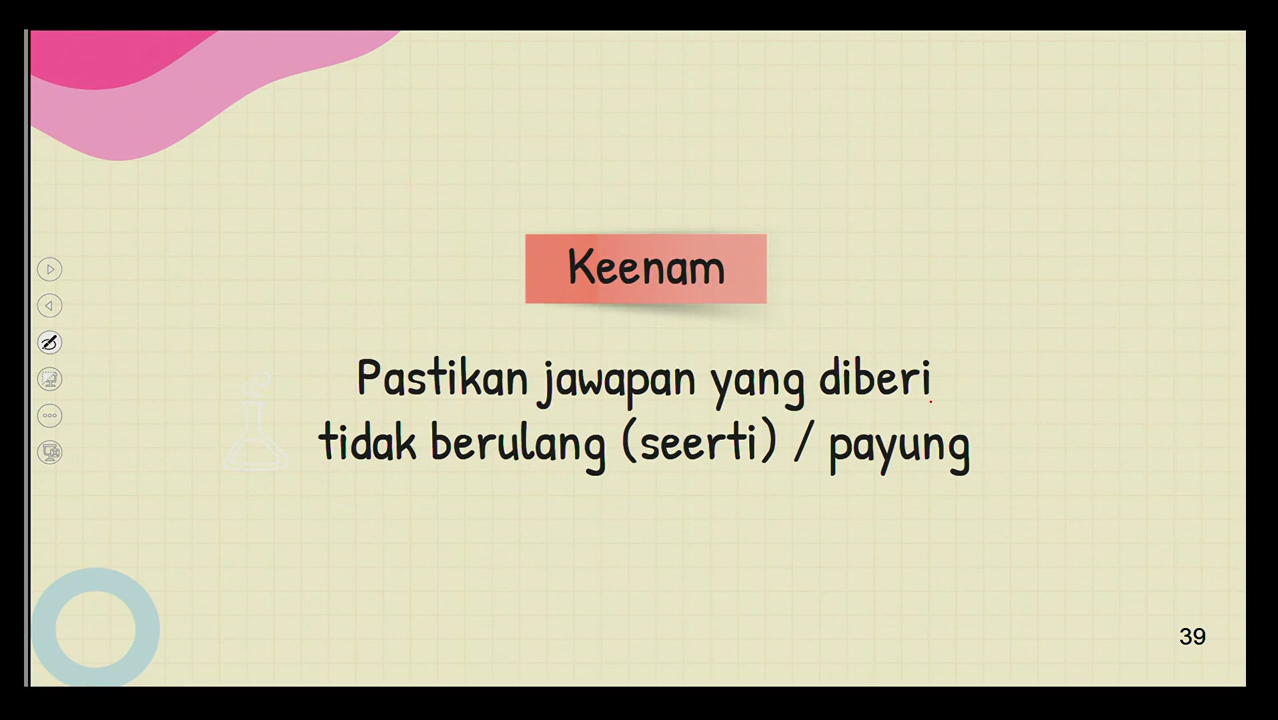 Keenam
Pastikan jawapan yang diberi
tidak berulang (seerti) / payung
39